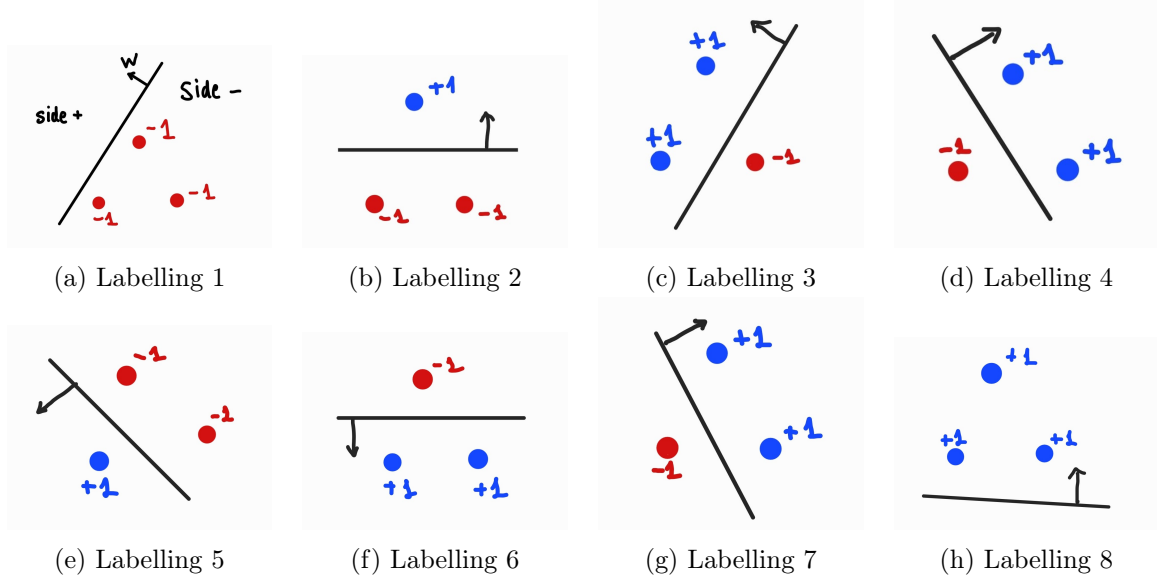 W
Side -
side +
-1
-1
-1
+1
-1
-1
+1
+1
-1
+1
-1
+1
(a) Labelling 1
(b) Labelling 2
(c) Labelling 3
(d) Labelling 4
-1
-1
+1
-1
+1
+1
+1
+1
-1
+1
+1
+1
(e) Labelling 5
(f) Labelling 6
(g) Labelling 7
(h) Labelling 8